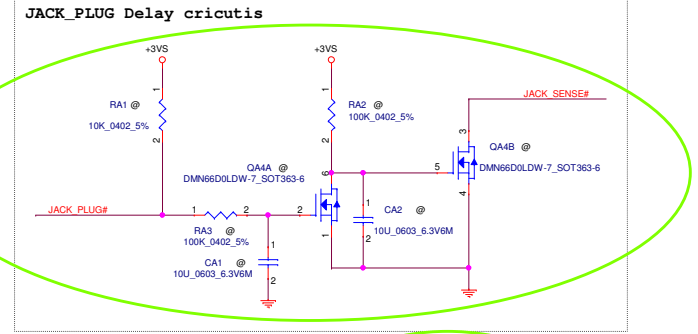 JACK_PLUG Delay cricutis
+3VS
+3VS
1
1
JACK_SENSE#
RA1 @
RA2 @
10K_0402_5%
100K_0402_5%
2
2
3
QA4B @
QA4A @
6
5
DMN66D0LDW-7_SOT363-6
DMN66D0LDW-7_SOT363-6
4
JACK_PLUG#
1
2
2
1
CA2 @
RA3 @
100K_0402_5%
10U_0603_6.3V6M
1
2
1
CA1 @
10U_0603_6.3V6M
2